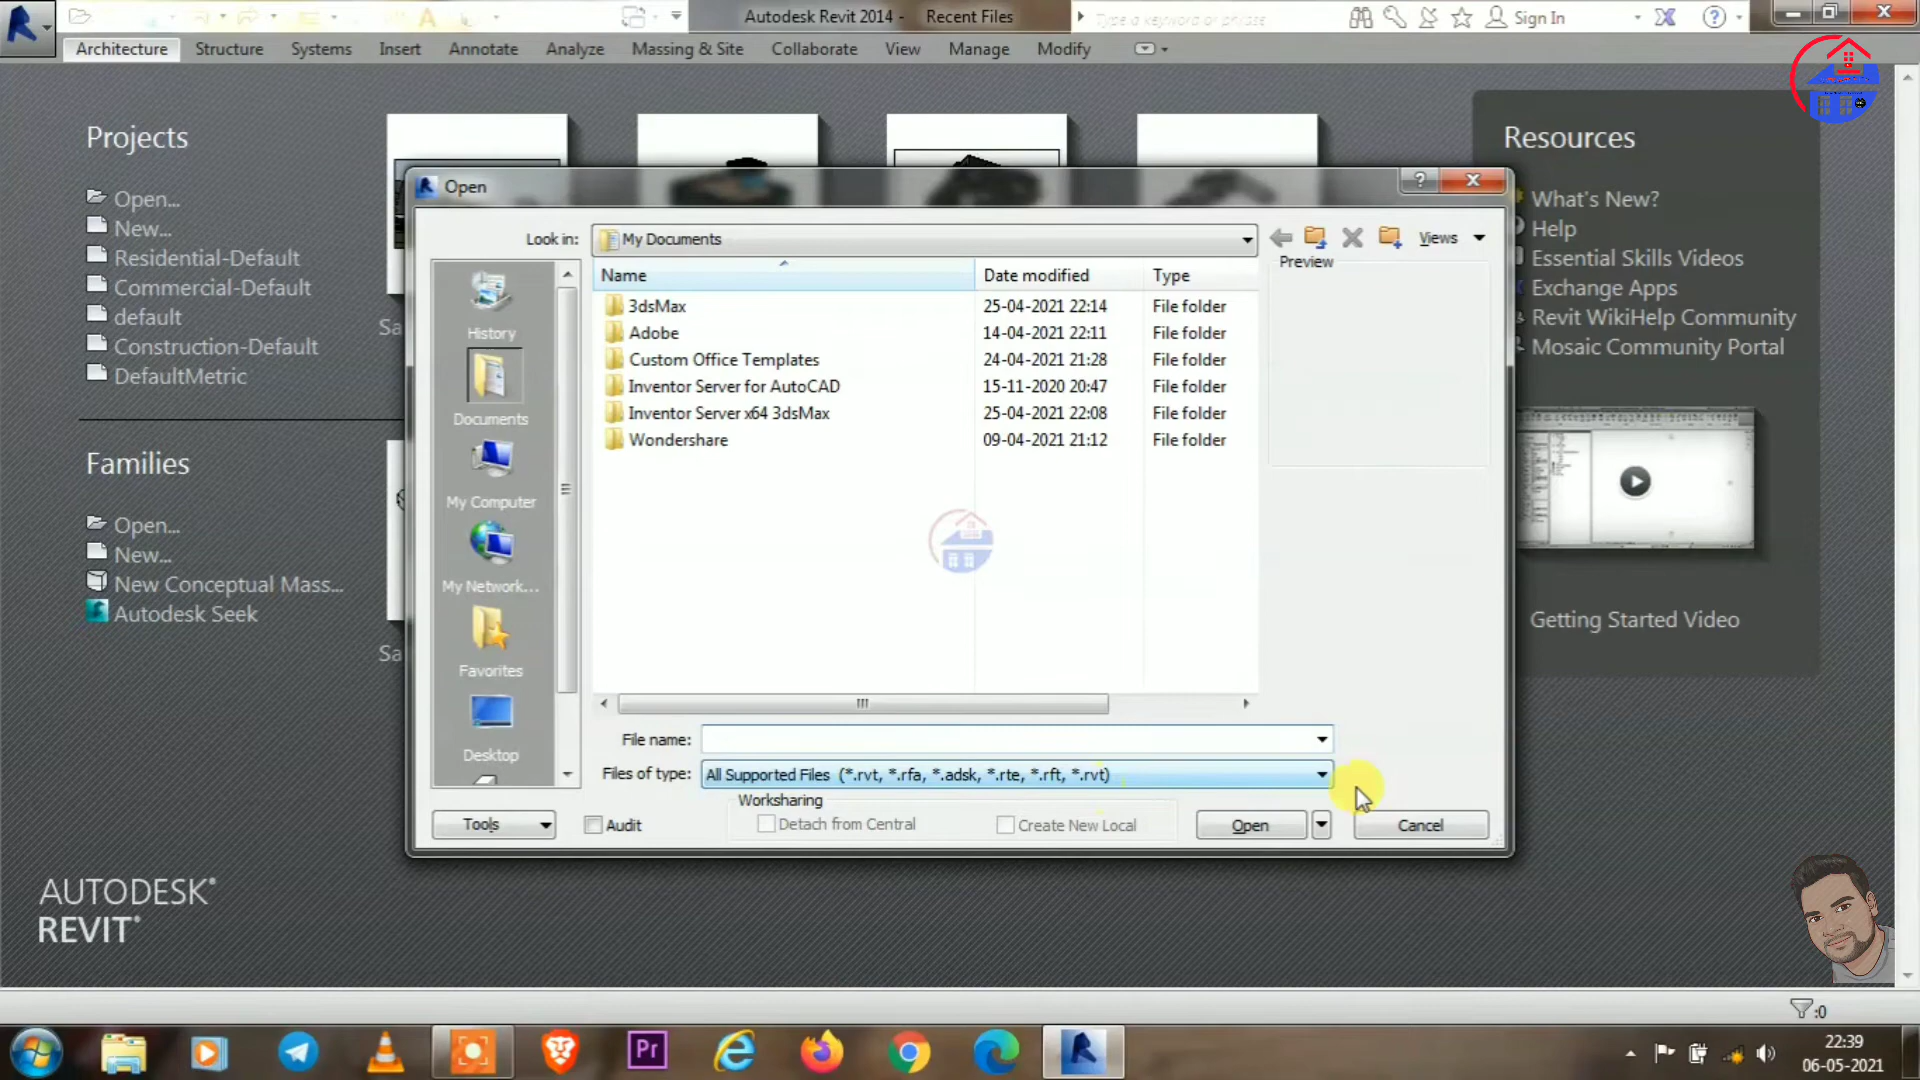 Autodesk Revit 2014 - Recent Files
Type a keyword or phrase
Sign In
Architecture Structure Systems Insert Annotate Analyze Massing & Site Collaborate View Manage Modify
Projects
Open...
New...
Residential-Default
Commercial-Default
default
Construction-Default
DefaultMetric
Families
Open...
New...
New Conceptual Mass...
Autodesk Seek
AUTODESK®
REVIT®
Sa
Sa
Open
Look in: My Documents
Views
Preview
Name Date modified Type
3dsMax 25-04-2021 22:14 File folder
Adobe 14-04-2021 22:11 File folder
Custom Office Templates 24-04-2021 21:28 File folder
Inventor Server for AutoCAD 15-11-2020 20:47 File folder
Inventor Server x64 3dsMax 25-04-2021 22:08 File folder
Wondershare 09-04-2021 21:12 File folder
History
Documents
My Computer
My Network...
Favorites
Desktop
File name:
Files of type: All Supported Files (*.rvt, *.rfa, *.adsk, *.rte, *.rft, *.rvt)
Worksharing
Tools
Audit
Detach from Central
Create New Local
Open
Cancel
Resources
What's New?
Help
Essential Skills Videos
Exchange Apps
Revit WikiHelp Community
Mosaic Community Portal
Getting Started Video
:0
Pr
22:39
06-05-2021